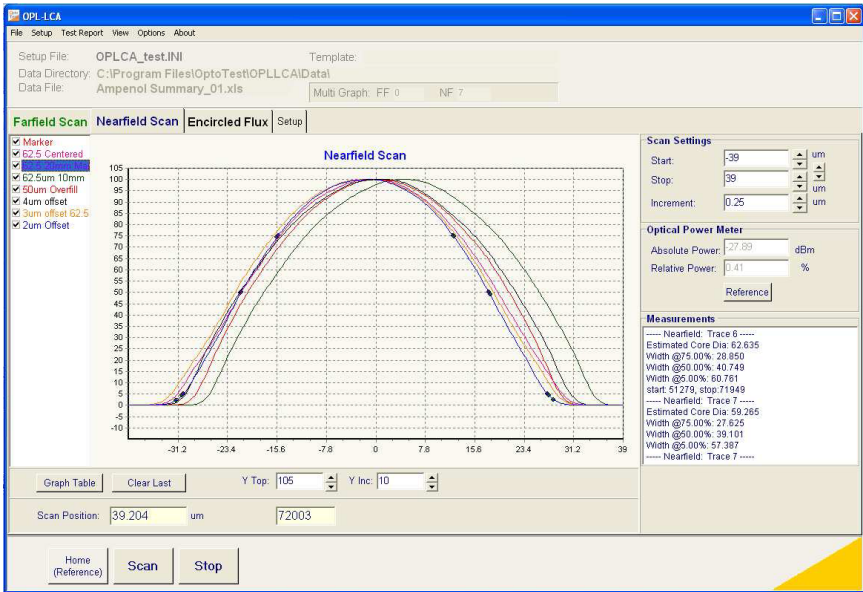 OPL-LCA
File Setup Test Report View Options About
Setup File: OPLCA_test.INI Template:
Data Directory: C:\Program Files\OptoTest\OPLLCA\Data\
Data File: Ampenol Summary_01.xls Multi Graph: FF 0 NF 7
Farfield Scan Nearfield Scan Encircled Flux Setup
Marker
62.5 Centered
62.5 20mm Ma
62.5um 10mm
50um Overfill
4um offset
3um offset 62.5
2um Offset
Nearfield Scan
105
100
95
90
85
80
75
70
65
60
55
50
45
40
35
30
25
20
15
10
5
0
-5
-10
-31.2 -23.4 -15.6 -7.8 0 7.8 15.6 23.4 31.2 39
Scan Settings
Start: -39 um
Stop: 39 um
Increment: 0.25 um
Optical Power Meter
Absolute Power: -27.89 dBm
Relative Power: 0.41 %
Reference
Measurements
----- Nearfield: Trace 6 -----
Estimated Core Dia: 62.635
Width @75.00%: 28.850
Width @50.00%: 40.749
Width @5.00%: 60.761
start: 51279, stop:71949
----- Nearfield: Trace 7 -----
Estimated Core Dia: 59.265
Width @75.00%: 27.625
Width @50.00%: 39.101
Width @5.00%: 57.387
----- Nearfield: Trace 7 -----
Graph Table Clear Last Y Top: 105 Y Inc: 10
Scan Position: 39.204 um 72003
Home
(Reference)
Scan Stop